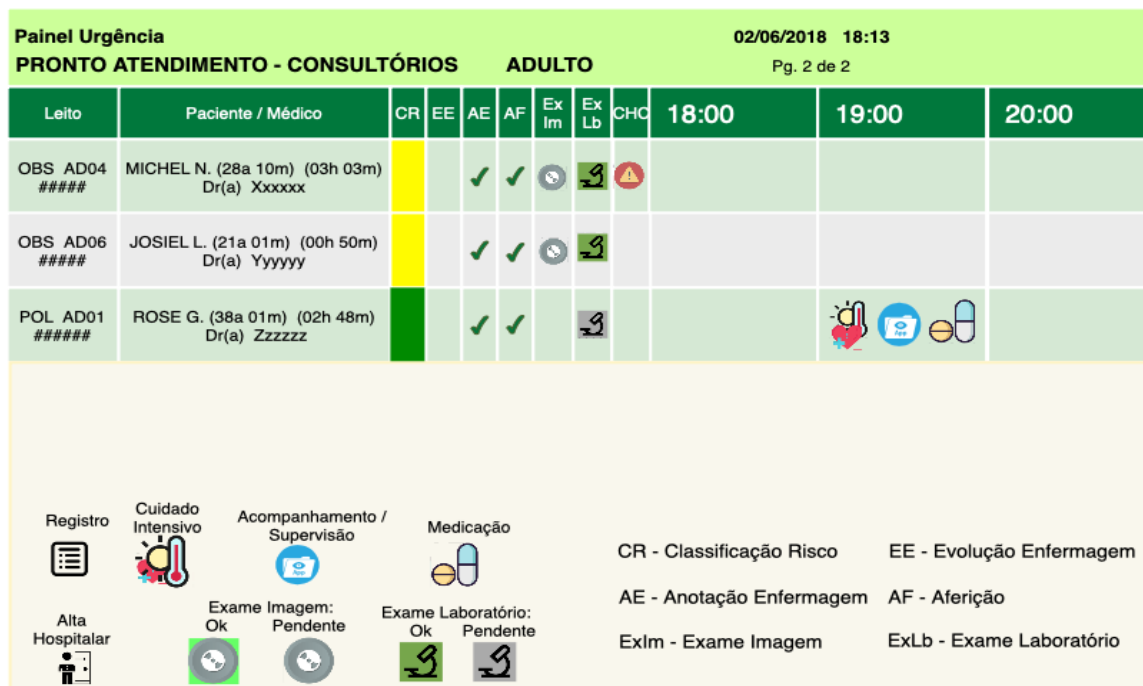 Painel Urgência
02/06/2018 18:13
PRONTO ATENDIMENTO - CONSULTÓRIOS ADULTO
Pg. 2 de 2
Leito Paciente / Médico CR EE AE AF Ex Im Ex Lb CHC 18:00 19:00 20:00
OBS AD04 MICHEL N. (28a 10m) (03h 03m)
##### Dr(a) Xxxxxx
OBS AD06 JOSIEL L. (21a 01m) (00h 50m)
##### Dr(a) Yyyyyy
POL AD01 ROSE G. (38a 01m) (02h 48m)
###### Dr(a) Zzzzzz
App
Registro
Cuidado
Intensivo
Acompanhamento /
Supervisão
App
Medicação
CR - Classificação Risco
EE - Evolução Enfermagem
AE - Anotação Enfermagem
AF - Aferição
ExIm - Exame Imagem
ExLb - Exame Laboratório
Alta
Hospitalar
Exame Imagem:
Ok Pendente
Exame Laboratório:
Ok Pendente